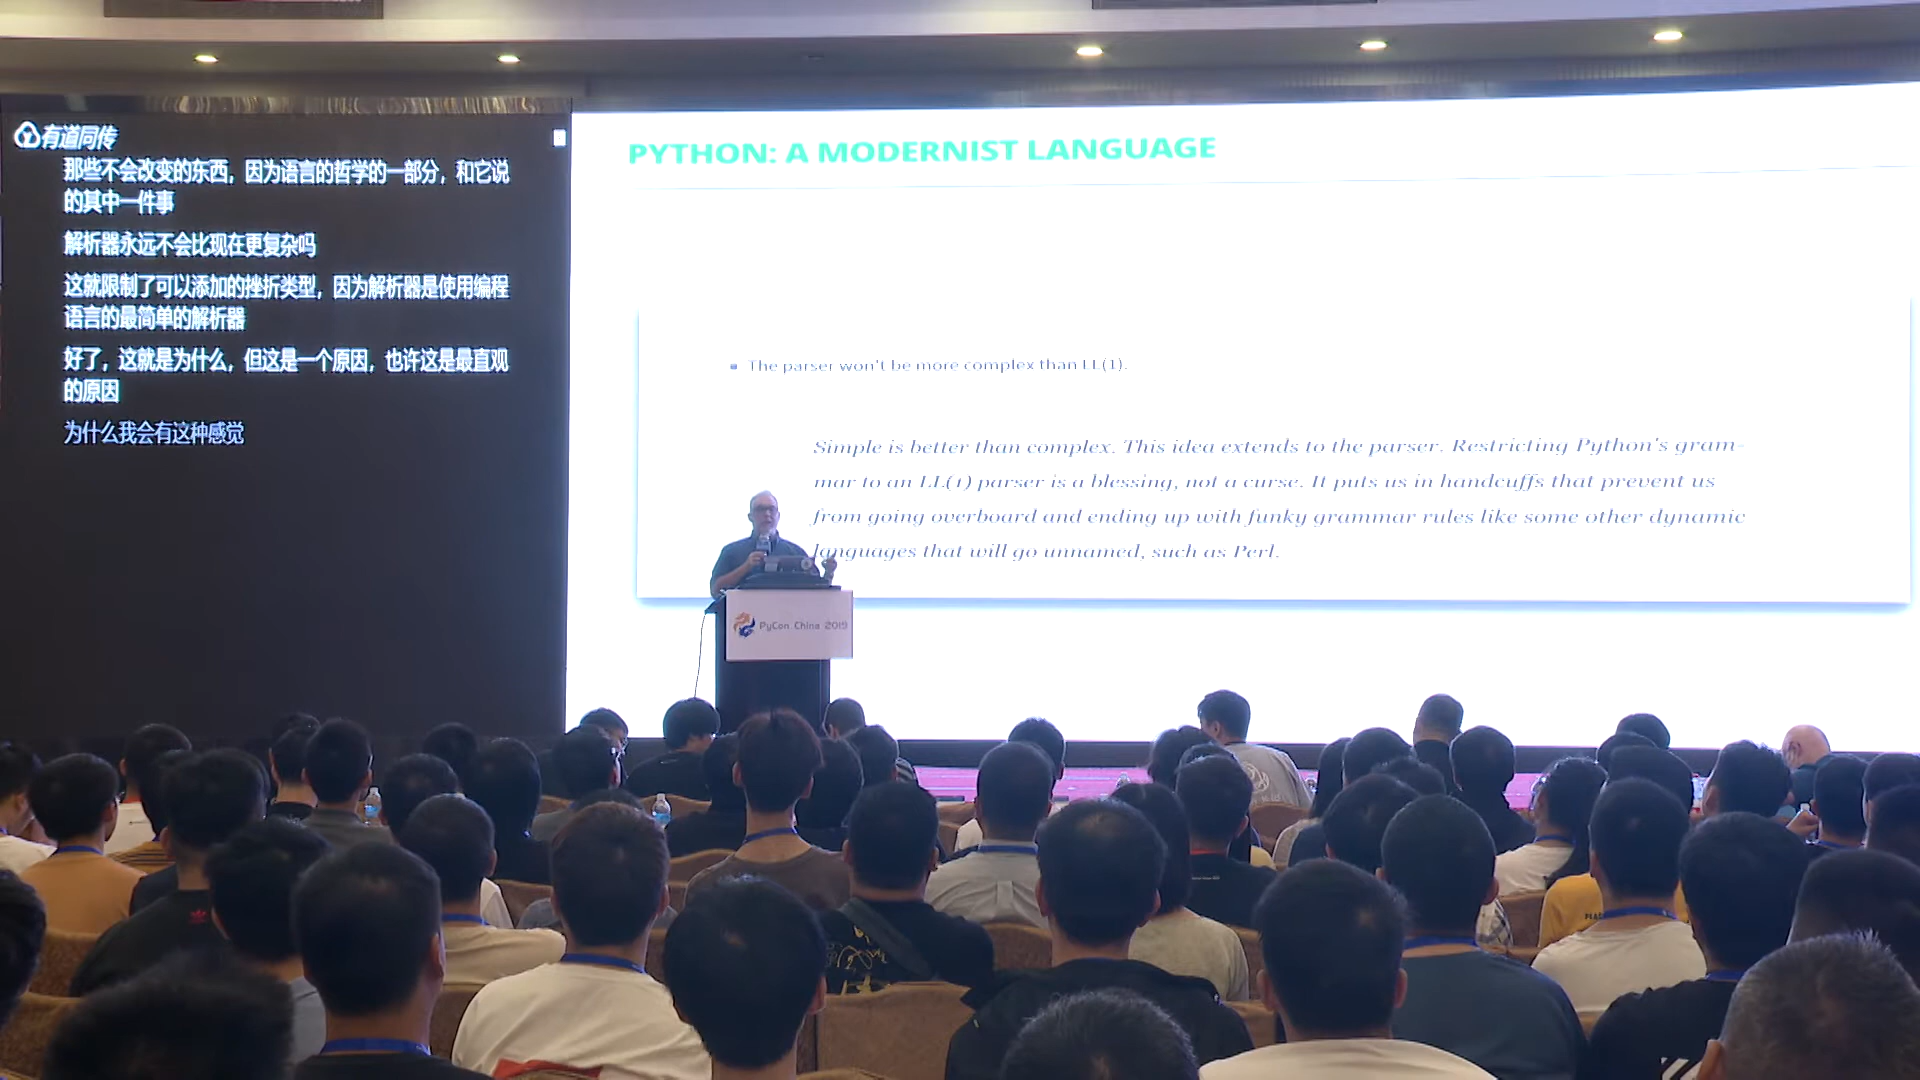 有道同传
那些不会改变的东西，因为语言的哲学的一部分，和它说
的其中一件事
解析器永远不会比现在更复杂吗
这就限制了可以添加的挫折类型，因为解析器是使用编程
语言的最简单的解析器
好了，这就是为什么，但这是一个原因，也许这是最直观
的原因
为什么我会有这种感觉
PYTHON: A MODERNIST LANGUAGE
The parser won't be more complex than LL(1).
Simple is better than complex. This idea extends to the parser. Restricting Python's gram-
mar to an LL(1) parser is a blessing, not a curse. It puts us in handcuffs that prevent us
from going overboard and ending up with funky grammar rules like some other dynamic
languages that will go unnamed, such as Perl.
PyCon China 2019